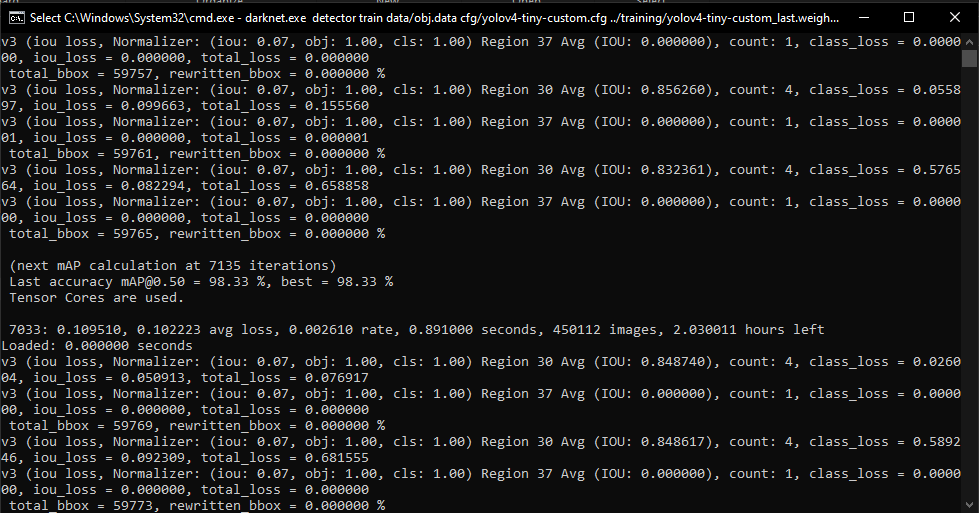 Select C:\Windows\System32\cmd.exe - darknet.exe  detector train data/obj.data cfg/yolov4-tiny-custom.cfg ../training/yolov4-tiny-custom_last.weigh...
v3 (iou loss, Normalizer: (iou: 0.07, obj: 1.00, cls: 1.00) Region 37 Avg (IOU: 0.000000), count: 1, class_loss = 0.0000
00, iou_loss = 0.000000, total_loss = 0.000000
total_bbox = 59757, rewritten_bbox = 0.000000 %
v3 (iou loss, Normalizer: (iou: 0.07, obj: 1.00, cls: 1.00) Region 30 Avg (IOU: 0.856260), count: 4, class_loss = 0.0558
97, iou_loss = 0.099663, total_loss = 0.155560
v3 (iou loss, Normalizer: (iou: 0.07, obj: 1.00, cls: 1.00) Region 37 Avg (IOU: 0.000000), count: 1, class_loss = 0.0000
01, iou_loss = 0.000000, total_loss = 0.000001
total_bbox = 59761, rewritten_bbox = 0.000000 %
v3 (iou loss, Normalizer: (iou: 0.07, obj: 1.00, cls: 1.00) Region 30 Avg (IOU: 0.832361), count: 4, class_loss = 0.5765
64, iou_loss = 0.082294, total_loss = 0.658858
v3 (iou loss, Normalizer: (iou: 0.07, obj: 1.00, cls: 1.00) Region 37 Avg (IOU: 0.000000), count: 1, class_loss = 0.0000
00, iou_loss = 0.000000, total_loss = 0.000000
total_bbox = 59765, rewritten_bbox = 0.000000 %
(next mAP calculation at 7135 iterations)
Last accuracy mAP@0.50 = 98.33 %, best = 98.33 %
Tensor Cores are used.
7033: 0.109510, 0.102223 avg loss, 0.002610 rate, 0.891000 seconds, 450112 images, 2.030011 hours left
Loaded: 0.000000 seconds
v3 (iou loss, Normalizer: (iou: 0.07, obj: 1.00, cls: 1.00) Region 30 Avg (IOU: 0.848740), count: 4, class_loss = 0.0260
04, iou_loss = 0.050913, total_loss = 0.076917
v3 (iou loss, Normalizer: (iou: 0.07, obj: 1.00, cls: 1.00) Region 37 Avg (IOU: 0.000000), count: 1, class_loss = 0.0000
00, iou_loss = 0.000000, total_loss = 0.000000
total_bbox = 59769, rewritten_bbox = 0.000000 %
v3 (iou loss, Normalizer: (iou: 0.07, obj: 1.00, cls: 1.00) Region 30 Avg (IOU: 0.848617), count: 4, class_loss = 0.5892
46, iou_loss = 0.092309, total_loss = 0.681555
v3 (iou loss, Normalizer: (iou: 0.07, obj: 1.00, cls: 1.00) Region 37 Avg (IOU: 0.000000), count: 1, class_loss = 0.0000
00, iou_loss = 0.000000, total_loss = 0.000000
total_bbox = 59773, rewritten_bbox = 0.000000 %